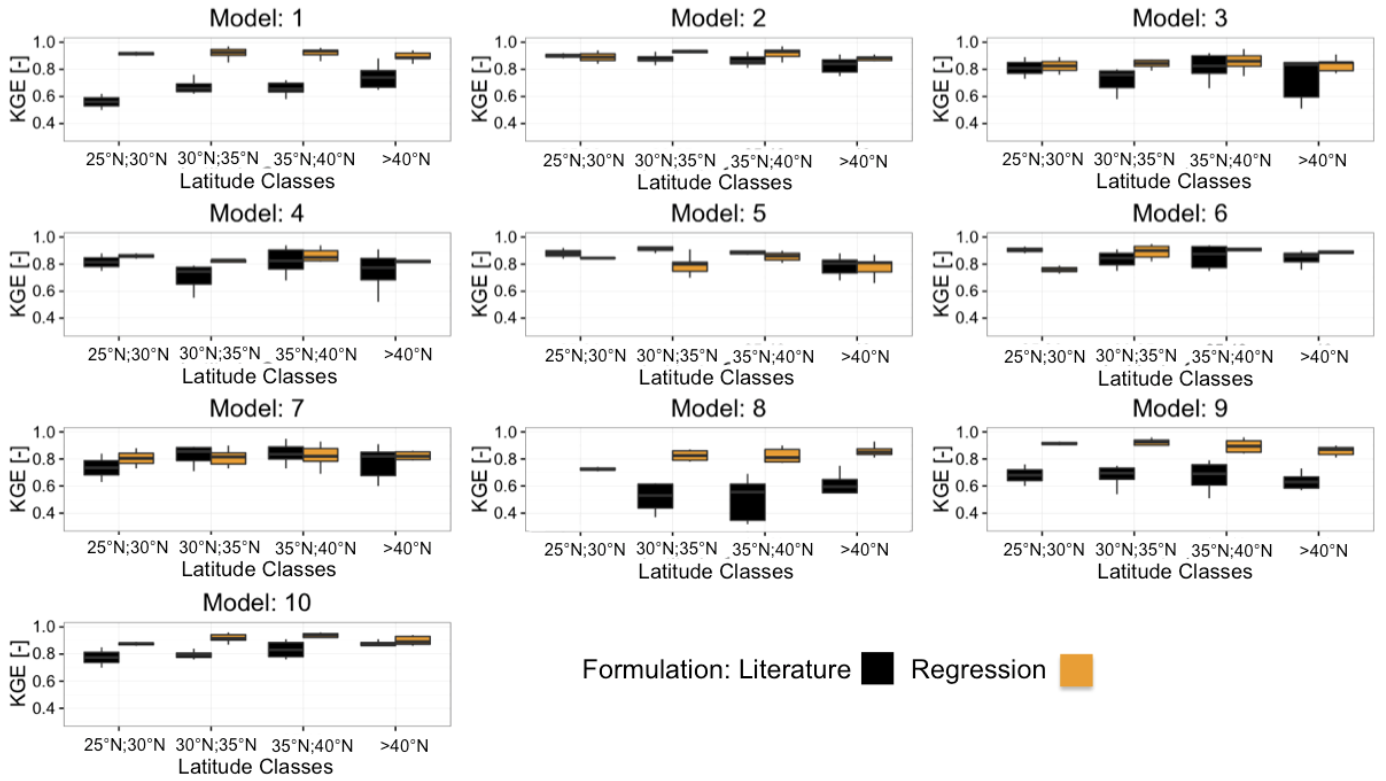 Model: 1
KGE [-]
1.0
0.8
0.6
0.4
25°N;30°N 30°N;35°N 35°N;40°N >40°N
Latitude Classes
Model: 2
KGE [-]
1.0
0.8
0.6
0.4
25°N;30°N 30°N;35°N 35°N;40°N >40°N
Latitude Classes
Model: 3
KGE [-]
1.0
0.8
0.6
0.4
25°N;30°N 30°N;35°N 35°N;40°N >40°N
Latitude Classes
Model: 4
KGE [-]
1.0
0.8
0.6
0.4
25°N;30°N 30°N;35°N 35°N;40°N >40°N
Latitude Classes
Model: 5
KGE [-]
1.0
0.8
0.6
0.4
25°N;30°N 30°N;35°N 35°N;40°N >40°N
Latitude Classes
Model: 6
KGE [-]
1.0
0.8
0.6
0.4
25°N;30°N 30°N;35°N 35°N;40°N >40°N
Latitude Classes
Model: 7
KGE [-]
1.0
0.8
0.6
0.4
25°N;30°N 30°N;35°N 35°N;40°N >40°N
Latitude Classes
Model: 8
KGE [-]
1.0
0.8
0.6
0.4
25°N;30°N 30°N;35°N 35°N;40°N >40°N
Latitude Classes
Model: 9
KGE [-]
1.0
0.8
0.6
0.4
25°N;30°N 30°N;35°N 35°N;40°N >40°N
Latitude Classes
Model: 10
KGE [-]
1.0
0.8
0.6
0.4
25°N;30°N 30°N;35°N 35°N;40°N >40°N
Latitude Classes
Formulation: Literature Regression